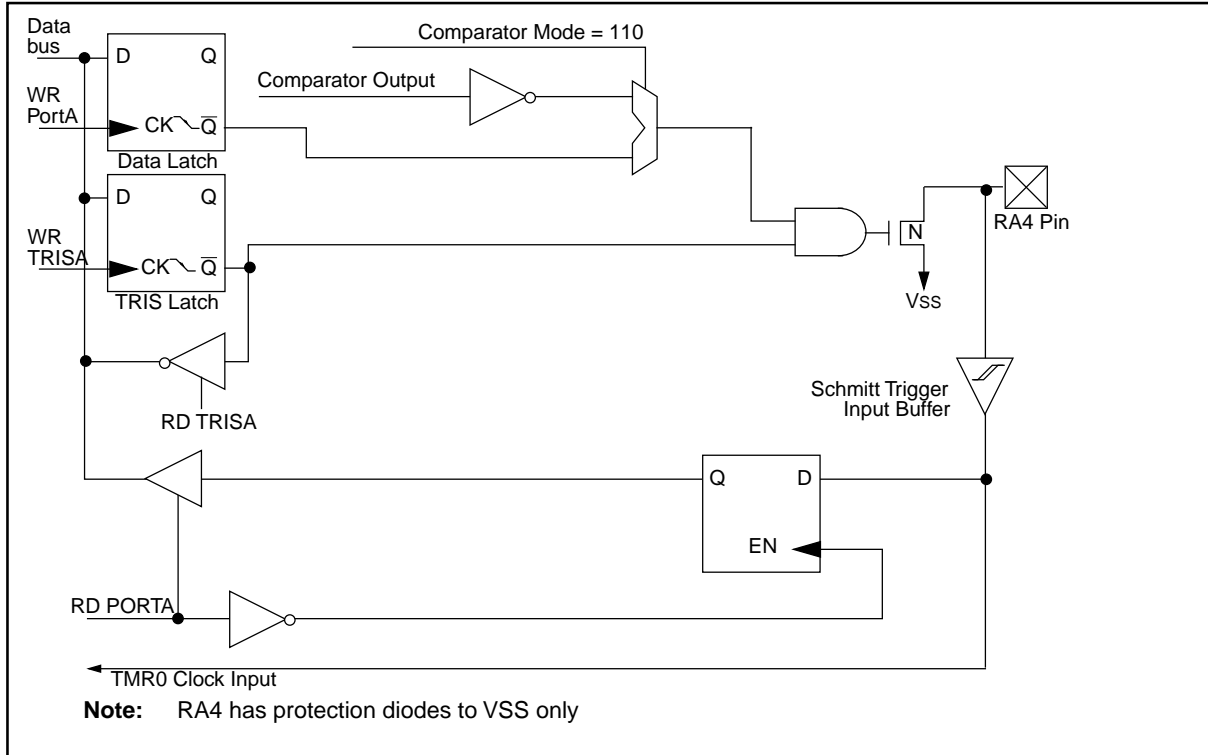 Data
bus
D Q
WR
PortA
CK Q
Data Latch
D Q
WR
TRISA
CK Q
TRIS Latch
RD TRISA
Comparator Mode = 110
Comparator Output
N
VSS
RA4 Pin
Schmitt Trigger
Input Buffer
Q D
EN
RD PORTA
TMR0 Clock Input
Note: RA4 has protection diodes to VSS only